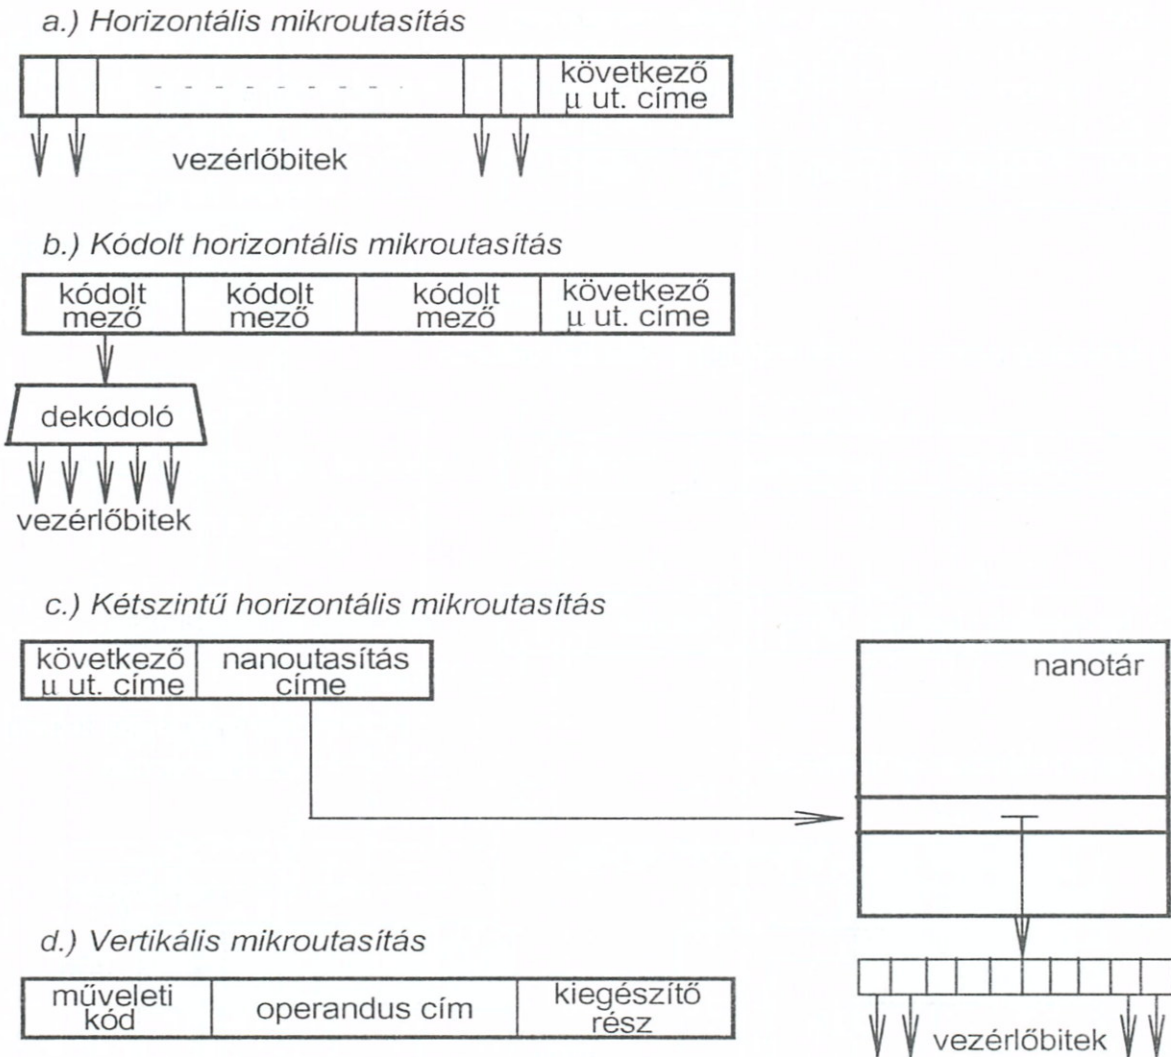 a.) Horizontális mikroutasítás
következő
μ ut. címe
vezérlőbitek
b.) Kódolt horizontális mikroutasítás
kódolt
mező
kódolt
mező
kódolt
mező
következő
μ ut. címe
dekódoló
vezérlőbitek
c.) Kétszintű horizontális mikroutasítás
következő
μ ut. címe
nanoutasítás
címe
nanotár
d.) Vertikális mikroutasítás
műveleti
kód
operandus cím
kiegészítő
rész
vezérlőbitek